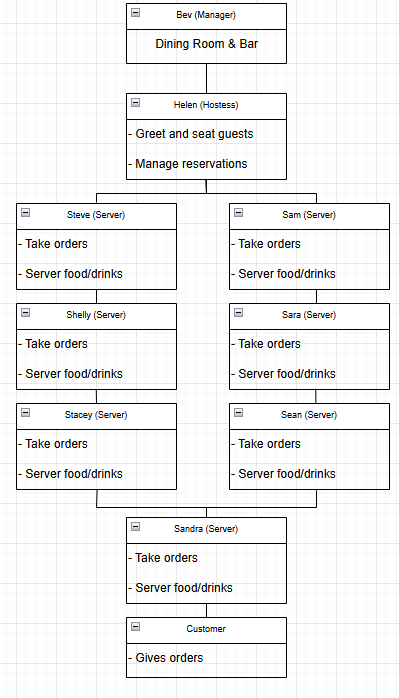 Bev (Manager)
Dining Room & Bar
Helen (Hostess)
- Greet and seat guests
- Manage reservations
Steve (Server)
- Take orders
- Server food/drinks
Sam (Server)
- Take orders
- Server food/drinks
Shelly (Server)
- Take orders
- Server food/drinks
Sara (Server)
- Take orders
- Server food/drinks
Stacey (Server)
- Take orders
- Server food/drinks
Sean (Server)
- Take orders
- Server food/drinks
Sandra (Server)
- Take orders
- Server food/drinks
Customer
- Gives orders